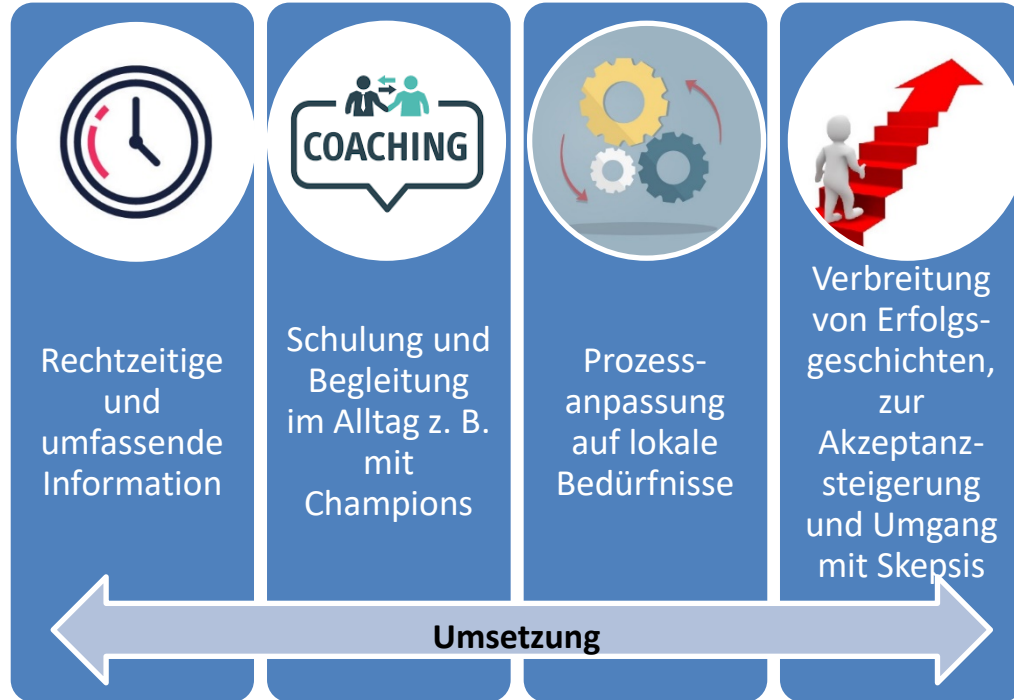 COACHING
Rechtzeitige
und
umfassende
Information
Schulung und
Begleitung
im Alltag z. B.
mit
Champions
Prozess-
anpassung
auf lokale
Bedürfnisse
Verbreitung
von Erfolgs-
geschichten,
zur
Akzeptanz-
steigerung
und Umgang
mit Skepsis
Umsetzung